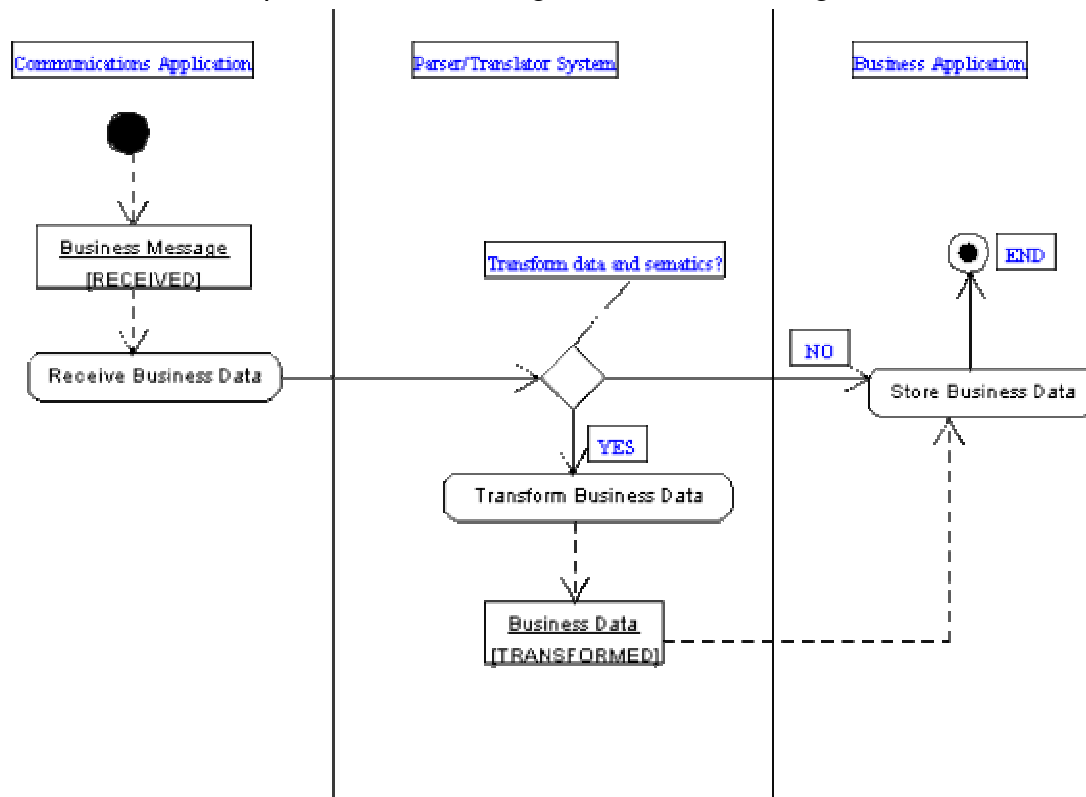 Communications Application
Parser/Translator System
Business Application
Business Message
[RECEIVED]
Transform data and sematics?
END
Receive Business Data
NO
Store Business Data
YES
Transform Business Data
Business Data
[TRANSFORMED]